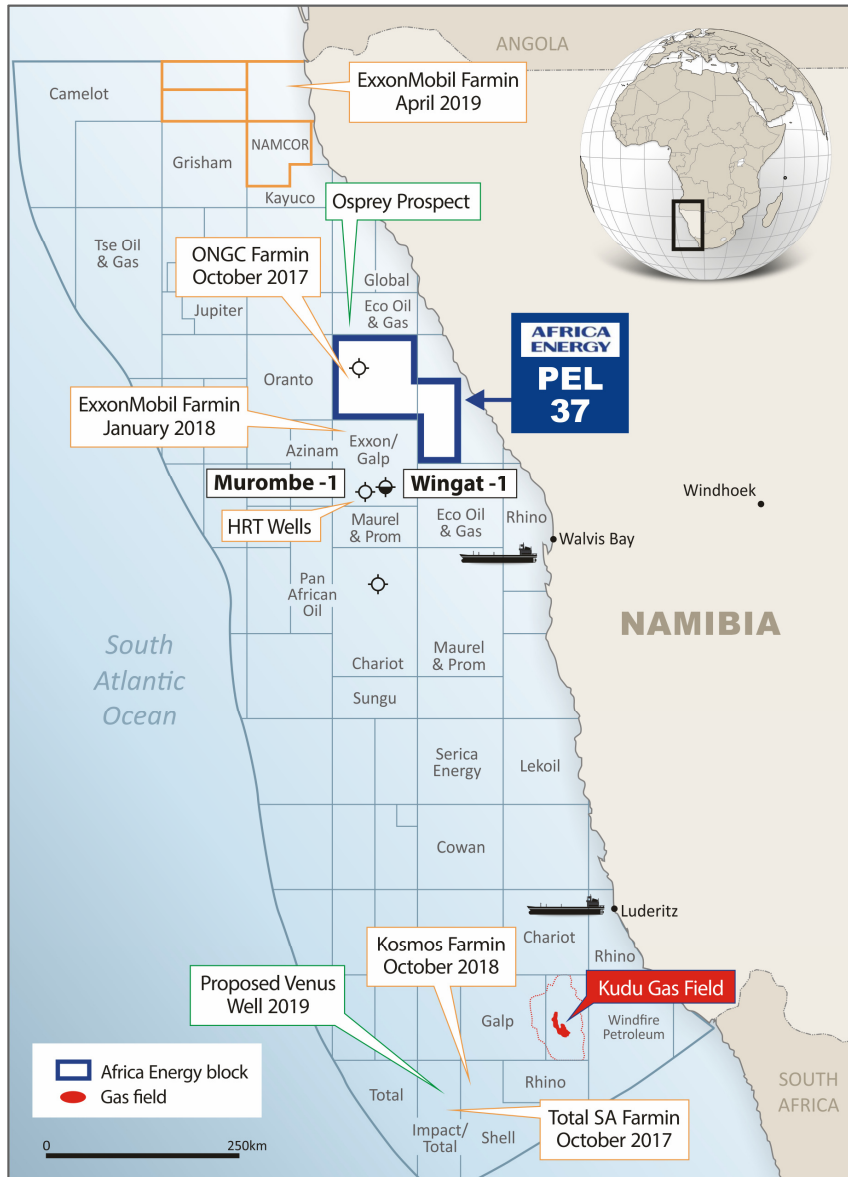 ANGOLA
Camelot
ExxonMobil Farmin
April 2019
NAMCOR
Grisham
Kayuco
Osprey Prospect
Tse Oil
& Gas
ONGC Farmin
October 2017
Global
Jupiter
Eco Oil
& Gas
AFRICA
ENERGY
PEL
37
Oranto
ExxonMobil Farmin
January 2018
Azinam
Exxon/
Galp
Murombe -1
Wingat -1
Windhoek
HRT Wells
Maurel
& Prom
Eco Oil
& Gas
Rhino
Walvis Bay
Pan
African
Oil
NAMIBIA
South
Atlantic
Ocean
Chariot
Maurel
& Prom
Sungu
Serica
Energy
Lekoil
Cowan
Luderitz
Chariot
Kosmos Farmin
October 2018
Rhino
Proposed Venus
Well 2019
Kudu Gas Field
Galp
Windfire
Petroleum
Africa Energy block
Gas field
Total
Rhino
SOUTH
AFRICA
Impact/
Total
Shell
Total SA Farmin
October 2017
0
250km